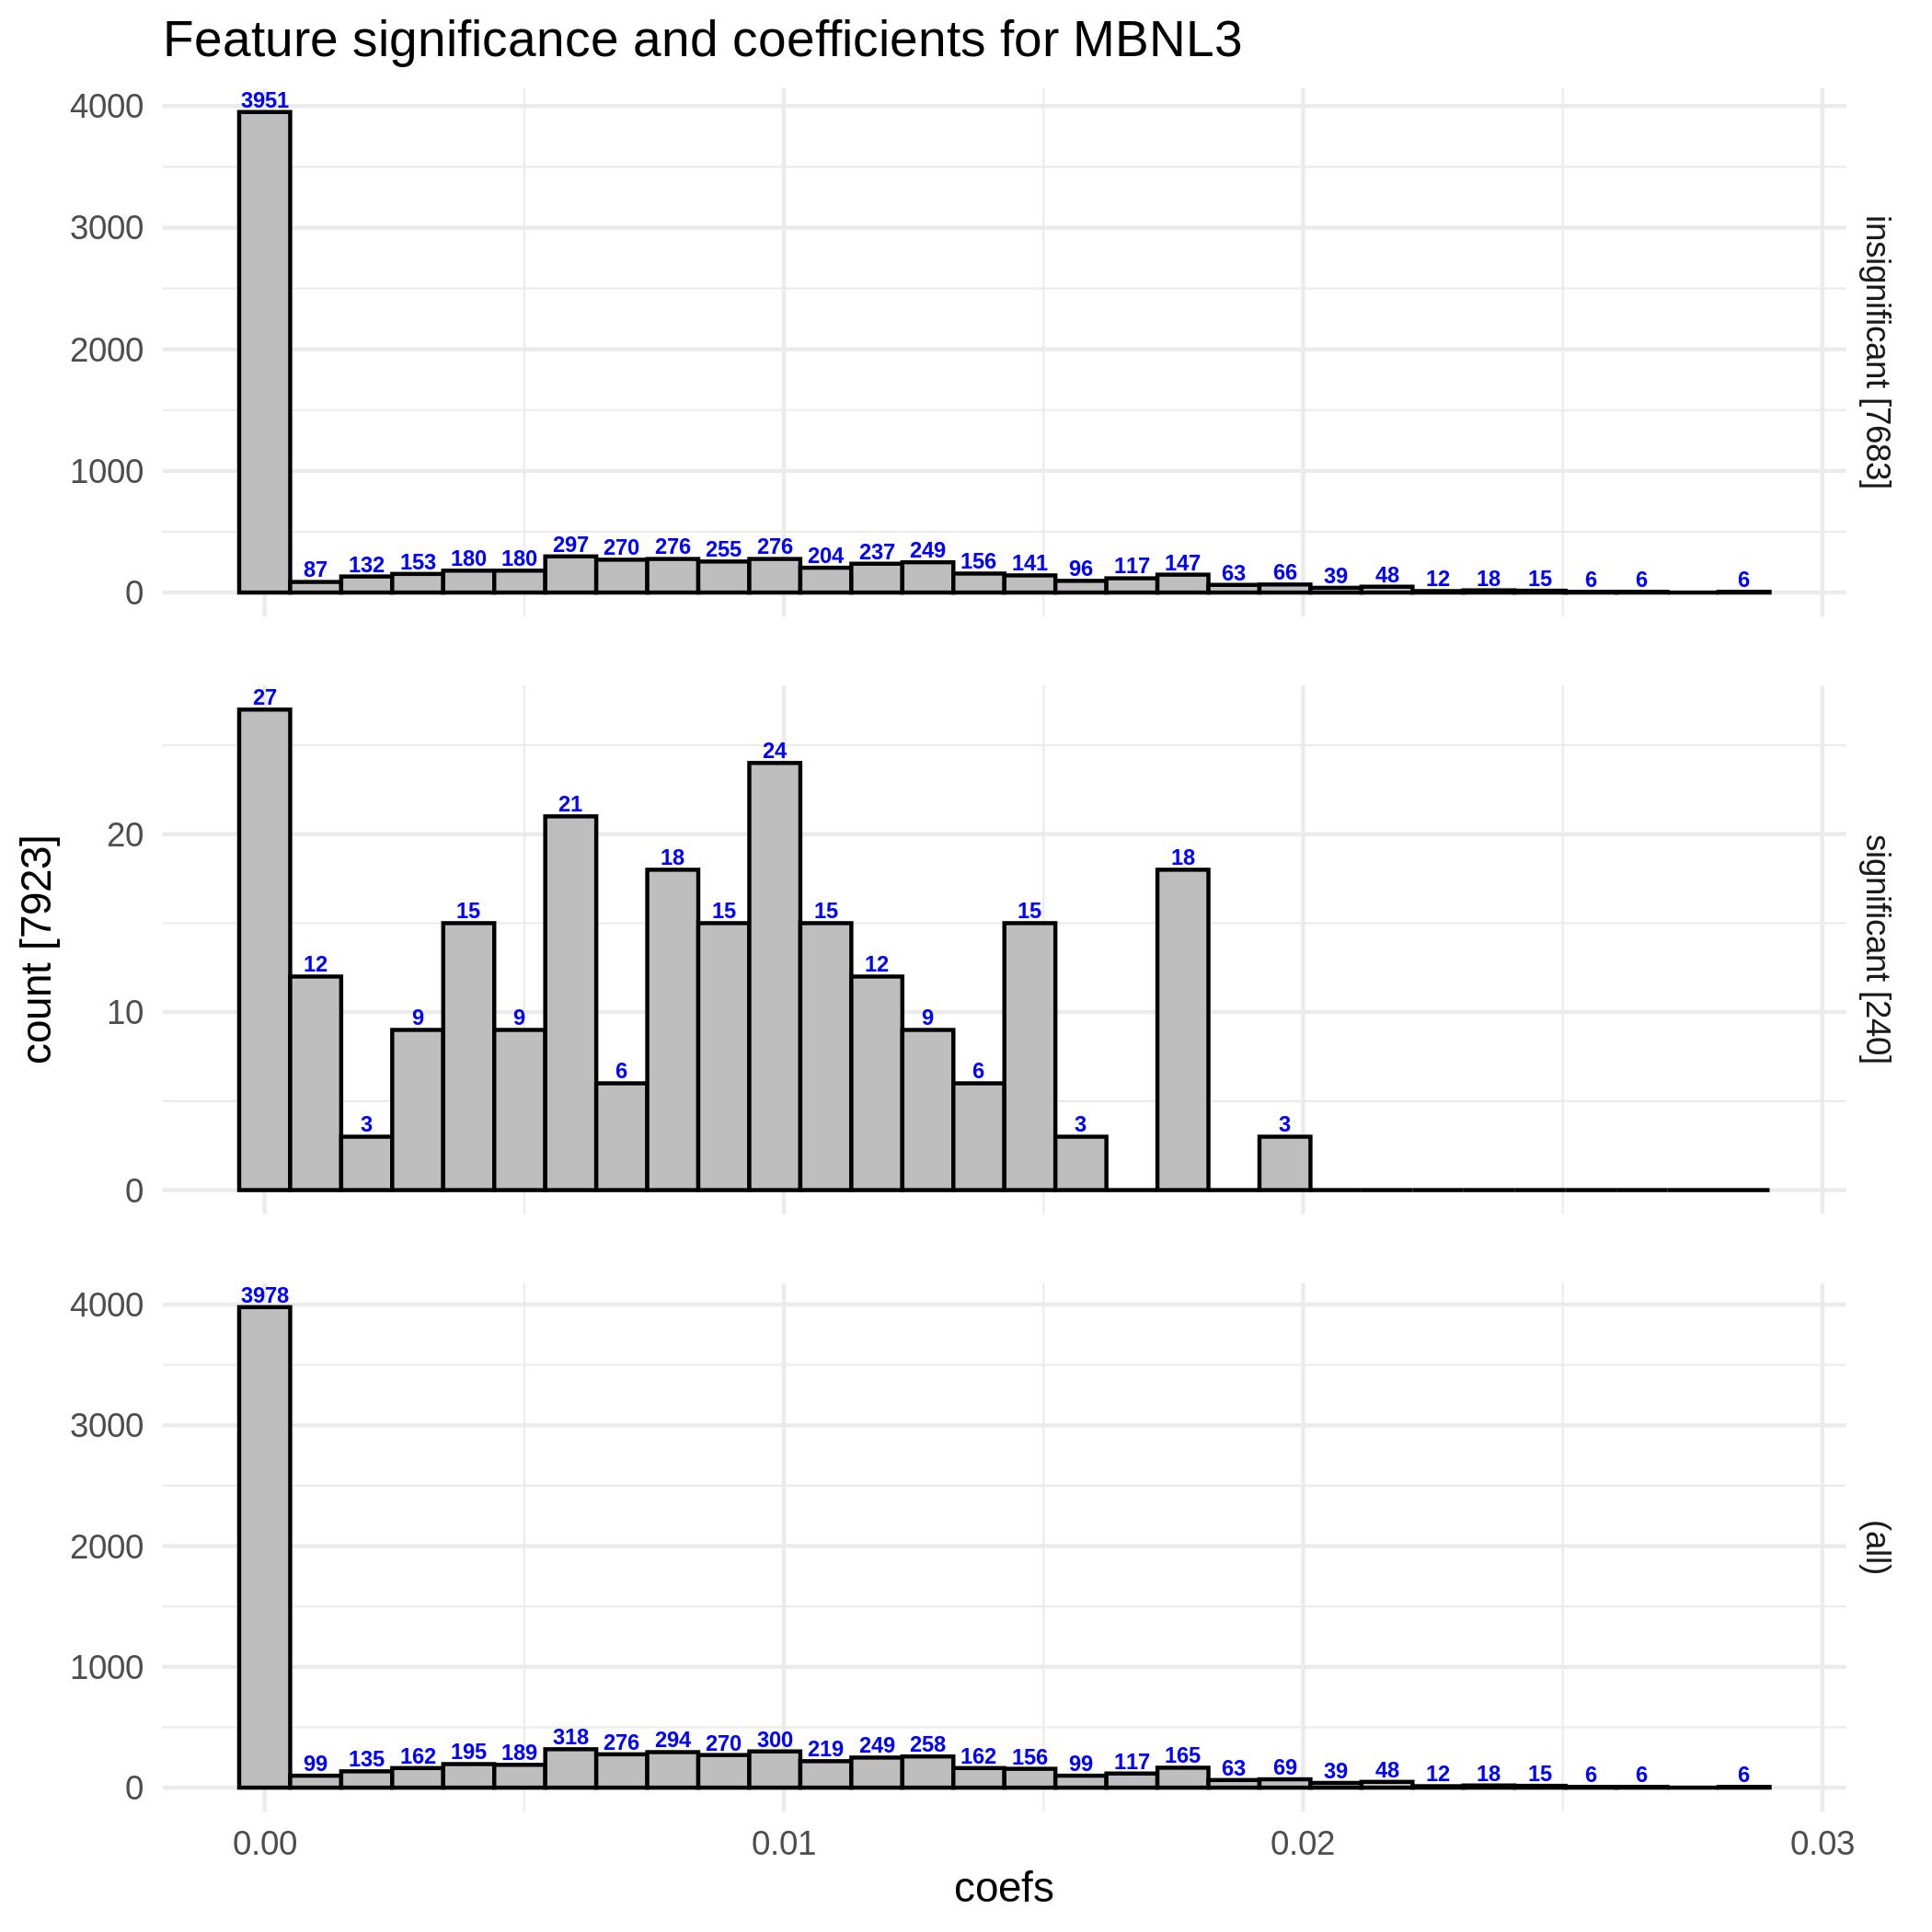 Feature significance and coefficients for MBNL3
4000
3951
3000
2000
1000
0
87 132 153 180 180 297 270 276 255 276 204 237 249 156 141 96 117 147 63 66 39 48 12 18 15 6 6 6
insignificant [7683]
count [7923]
20
10
0
27 12 3 9 15 9 21 6 18 15 24 15 12 9 6 15 3 18 3
significant [240]
4000
3978
3000
2000
1000
0
99 135 162 195 189 318 276 294 270 300 219 249 258 162 156 99 117 165 63 69 39 48 12 18 15 6 6 6
(all)
0.00 0.01 0.02 0.03
coefs